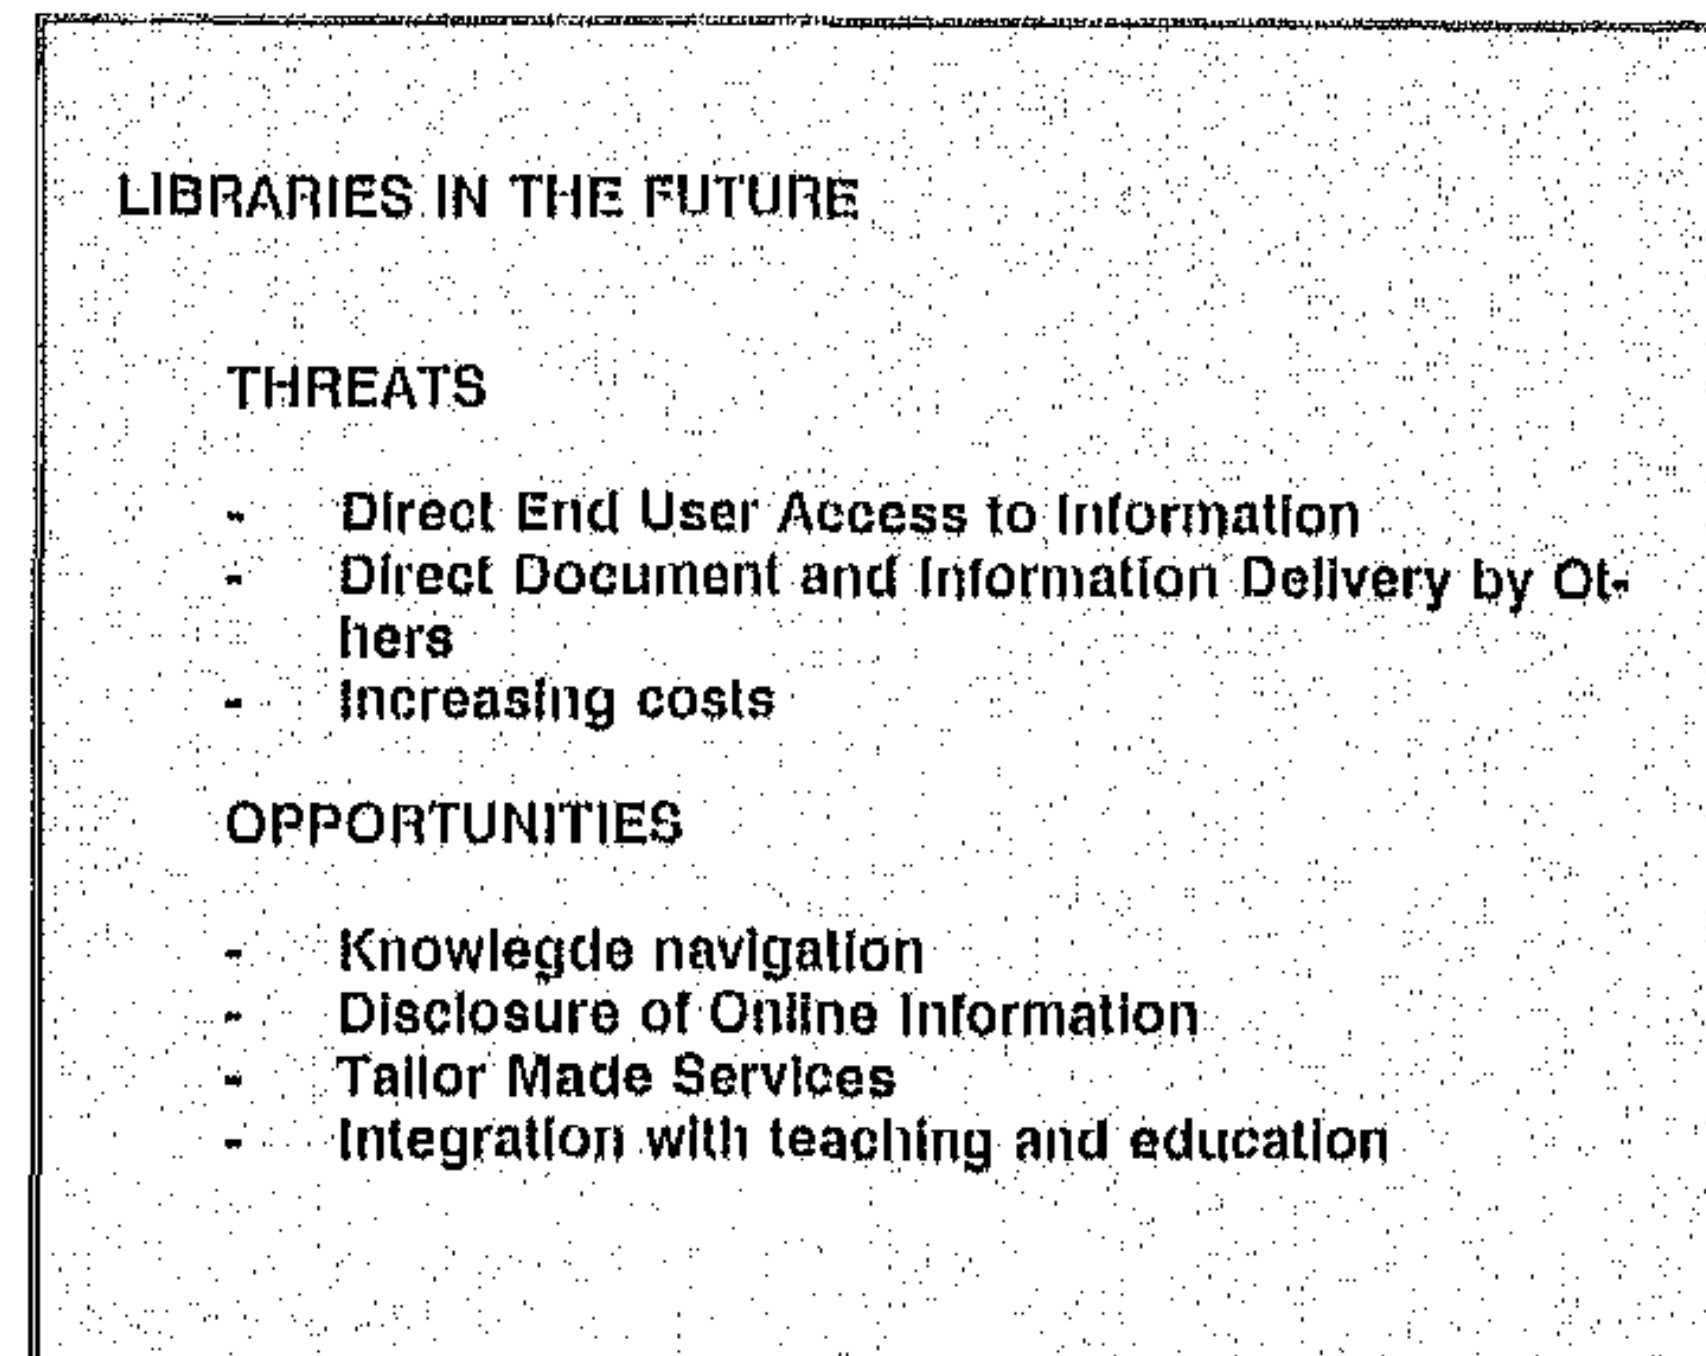 LIBRARIES IN THE FUTURE
THREATS
- Direct End User Access to Information
- Direct Document and Information Delivery by Ot-
hers
- Increasing costs
OPPORTUNITIES
- Knowlegde navigation
- Disclosure of Online Information
- Tailor Made Services
- Integration with teaching and education